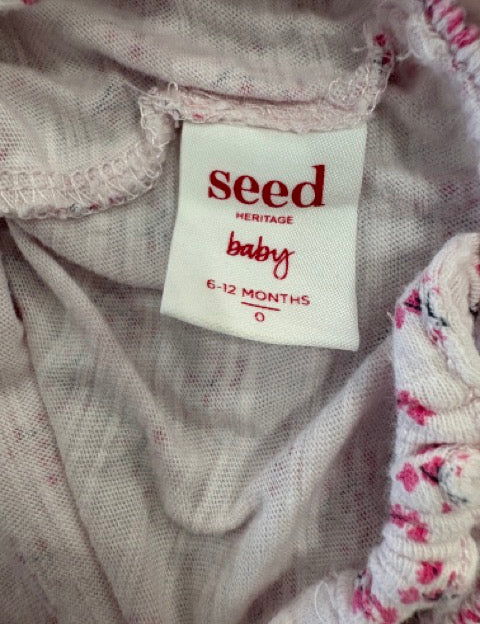 seed
HERITAGE
baby
6-12 MONTHS
0